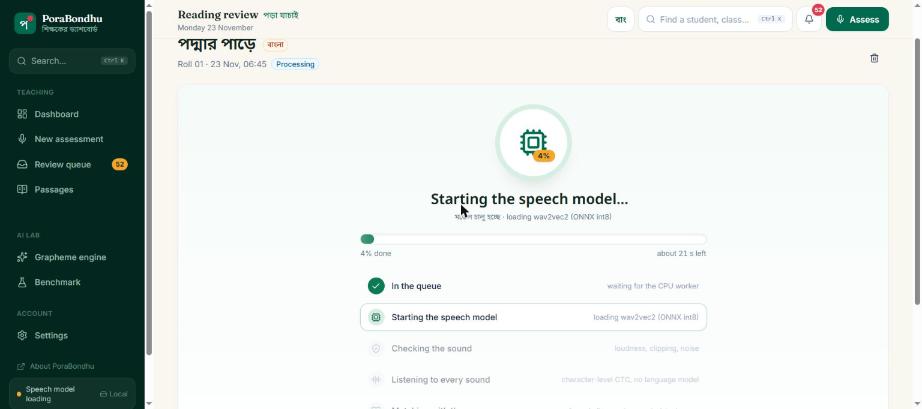 PoraBondhu
শিক্ষকের ড্যাশবোর্ড
Search...
Ctrl K
TEACHING
Dashboard
New assessment
Review queue
52
Passages
AI LAB
Grapheme engine
Benchmark
ACCOUNT
Settings
About PoraBondhu
Speech model loading
Local
Reading review পড়া যাচাই
Monday 23 November
বাং
Find a student, class...
Ctrl K
52
Assess
পদ্মার পাড়ে
বাংলা
Roll 01 · 23 Nov, 06:45
Processing
4%
Starting the speech model...
চালু হচ্ছে · loading wav2vec2 (ONNX int8)
4% done
about 21 s left
In the queue
waiting for the CPU worker
Starting the speech model
loading wav2vec2 (ONNX int8)
Checking the sound
loudness, clipping, noise
Listening to every sound
character-level CTC, no language model